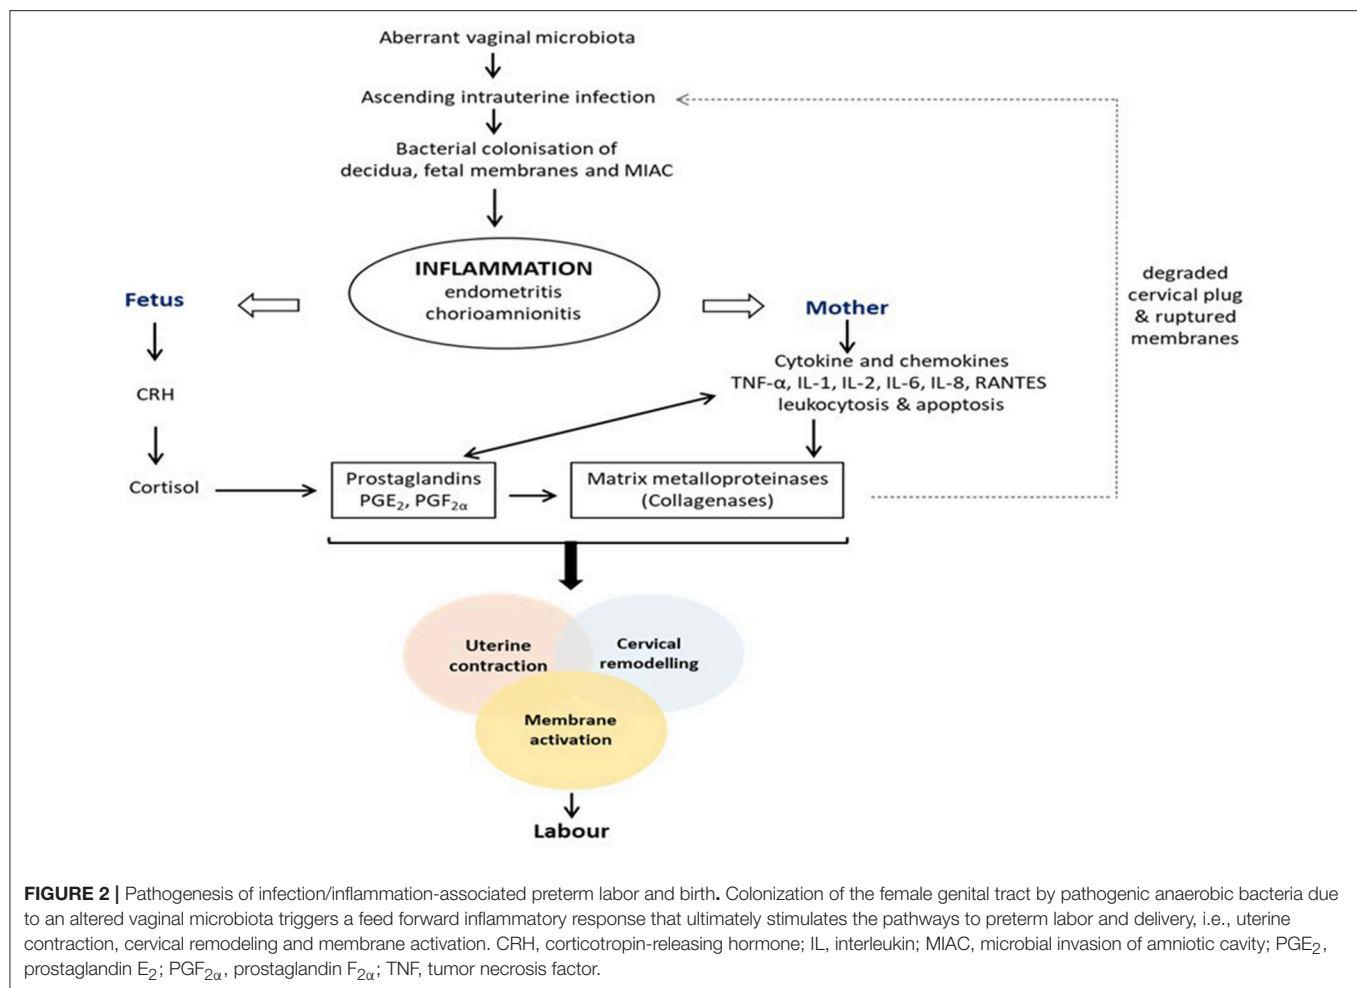 Aberrant vaginal microbiota
Ascending intrauterine infection
Bacterial colonisation of
decidua, fetal membranes and MIAC
INFLAMMATION
endometritis
chorioamnionitis
Fetus
Mother
degraded
cervical plug
& ruptured
membranes
CRH
Cytokine and chemokines
TNF-α, IL-1, IL-2, IL-6, IL-8, RANTES
leukocytosis & apoptosis
Cortisol
Prostaglandins
PGE₂, PGF₂α
Matrix metalloproteinases
(Collagenases)
Uterine
contraction
Cervical
remodelling
Membrane
activation
Labour
FIGURE 2 | Pathogenesis of infection/inflammation-associated preterm labor and birth. Colonization of the female genital tract by pathogenic anaerobic bacteria due
to an altered vaginal microbiota triggers a feed forward inflammatory response that ultimately stimulates the pathways to preterm labor and delivery, i.e., uterine
contraction, cervical remodeling and membrane activation. CRH, corticotropin-releasing hormone; IL, interleukin; MIAC, microbial invasion of amniotic cavity; PGE₂,
prostaglandin E₂; PGF₂α, prostaglandin F₂α; TNF, tumor necrosis factor.